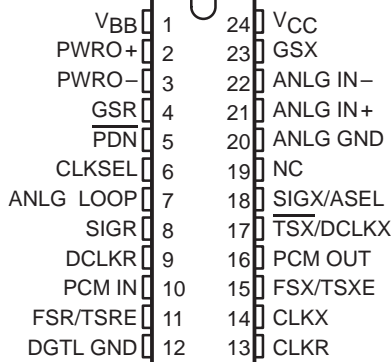 VBB 1 24 VCC
PWRO+ 2 23 GSX
PWRO– 3 22 ANLG IN–
GSR 4 21 ANLG IN+
PDN 5 20 ANLG GND
CLKSEL 6 19 NC
ANLG LOOP 7 18 SIGX/ASEL
SIGR 8 17 TSX/DCLKX
DCLKR 9 16 PCM OUT
PCM IN 10 15 FSX/TSXE
FSR/TSRE 11 14 CLKX
DGTL GND 12 13 CLKR